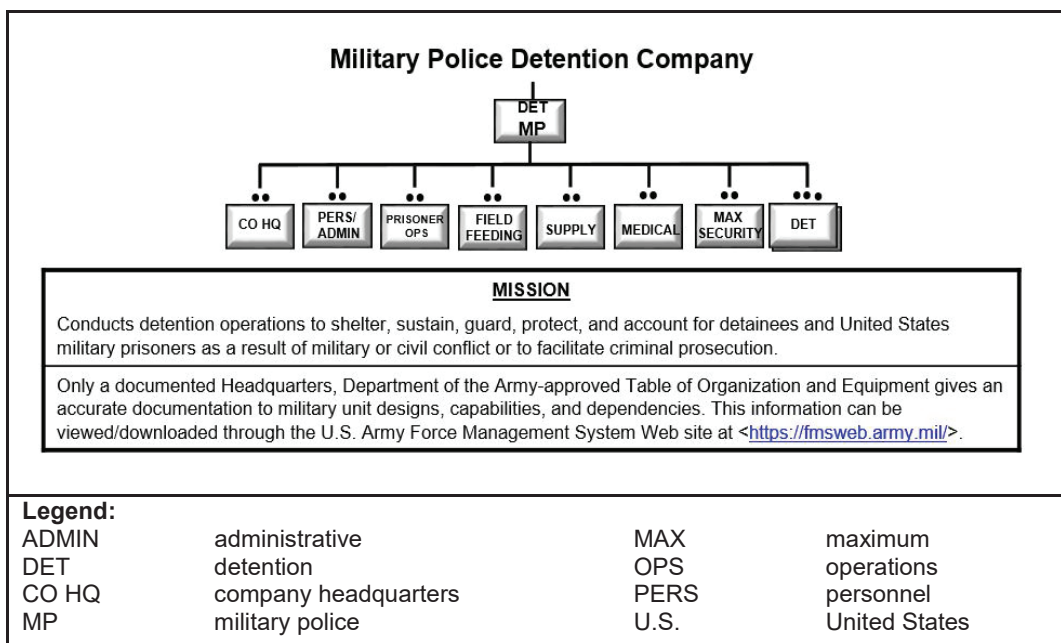 Military Police Detention Company
DET
MP
CO HQ
PERS/
ADMIN
PRISONER
OPS
FIELD
FEEDING
SUPPLY
MEDICAL
MAX
SECURITY
DET
MISSION
Conducts detention operations to shelter, sustain, guard, protect, and account for detainees and United States
military prisoners as a result of military or civil conflict or to facilitate criminal prosecution.
Only a documented Headquarters, Department of the Army-approved Table of Organization and Equipment gives an
accurate documentation to military unit designs, capabilities, and dependencies. This information can be
viewed/downloaded through the U.S. Army Force Management System Web site at <https://fmsweb.army.mil/>.
Legend:
ADMIN administrative MAX maximum
DET detention OPS operations
CO HQ company headquarters PERS personnel
MP military police U.S. United States